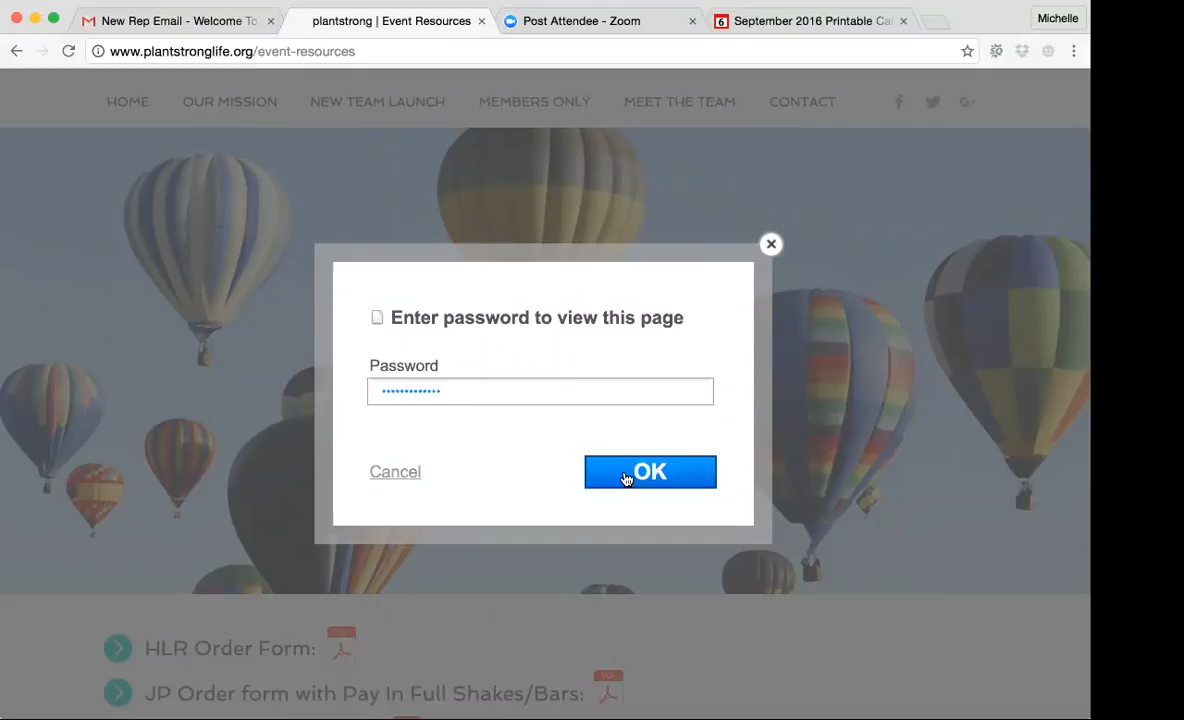 New Rep Email - Welcome To
plantstrong | Event Resources
Post Attendee - Zoom
6 September 2016 Printable Ca
Michelle
www.plantstronglife.org/event-resources
HOME OUR MISSION NEW TEAM LAUNCH MEMBERS ONLY MEET THE TEAM CONTACT
Enter password to view this page
Password
Cancel
OK
HLR Order Form:
JP Order form with Pay In Full Shakes/Bars: